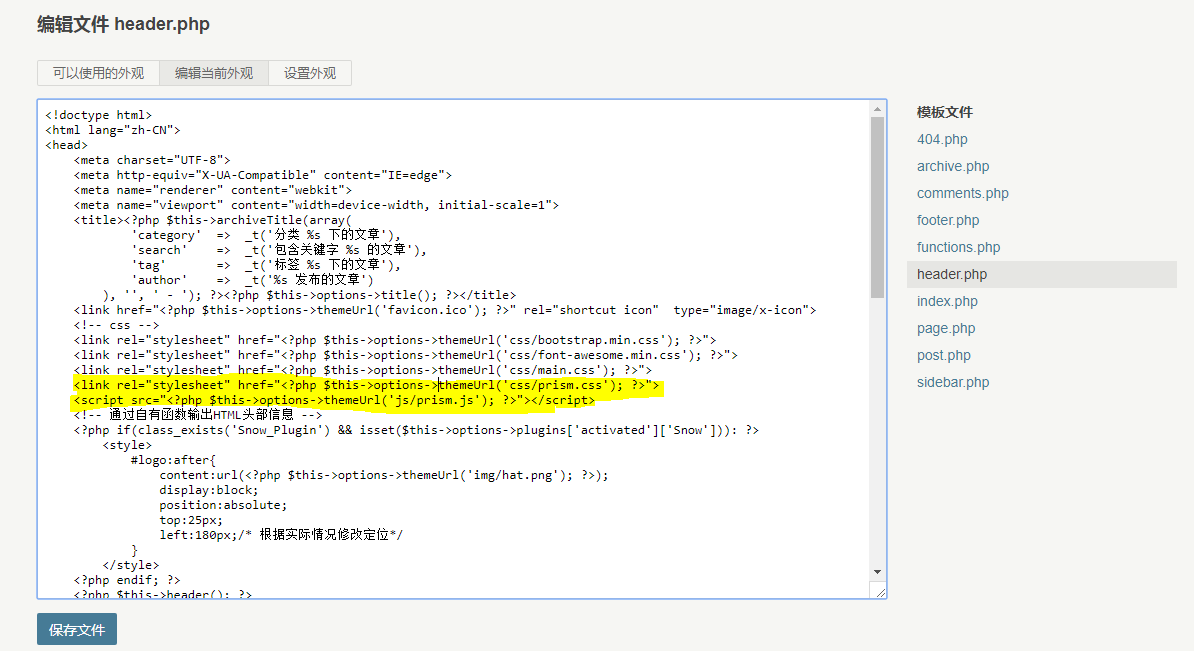 编辑文件 header.php
可以使用的外观 编辑当前外观 设置外观
<!doctype html>
<html lang="zh-CN">
<head>
    <meta charset="UTF-8">
    <meta http-equiv="X-UA-Compatible" content="IE=edge">
    <meta name="renderer" content="webkit">
    <meta name="viewport" content="width=device-width, initial-scale=1">
    <title><?php $this->archiveTitle(array(
            'category'  =>  _t('分类 %s 下的文章'),
            'search'    =>  _t('包含关键字 %s 的文章'),
            'tag'       =>  _t('标签 %s 下的文章'),
            'author'    =>  _t('%s 发布的文章')
        ), '', ' - '); ?><?php $this->options->title(); ?></title>
    <link href="<?php $this->options->themeUrl('favicon.ico'); ?>" rel="shortcut icon"  type="image/x-icon">
    <!-- css -->
    <link rel="stylesheet" href="<?php $this->options->themeUrl('css/bootstrap.min.css'); ?>">
    <link rel="stylesheet" href="<?php $this->options->themeUrl('css/font-awesome.min.css'); ?>">
    <link rel="stylesheet" href="<?php $this->options->themeUrl('css/main.css'); ?>">
    <link rel="stylesheet" href="<?php $this->options->themeUrl('css/prism.css'); ?>">
    <script src="<?php $this->options->themeUrl('js/prism.js'); ?>"></script>
    <!-- 通过自有函数输出HTML头部信息 -->
    <?php if(class_exists('Snow_Plugin') && isset($this->options->plugins['activated']['Snow'])): ?>
        <style>
            #logo:after{
                content:url(<?php $this->options->themeUrl('img/hat.png'); ?>);
                display:block;
                position:absolute;
                top:25px;
                left:180px;/* 根据实际情况修改定位*/
            }
        </style>
    <?php endif; ?>
    <?php $this->header(); ?>
保存文件
模板文件
404.php
archive.php
comments.php
footer.php
functions.php
header.php
index.php
page.php
post.php
sidebar.php